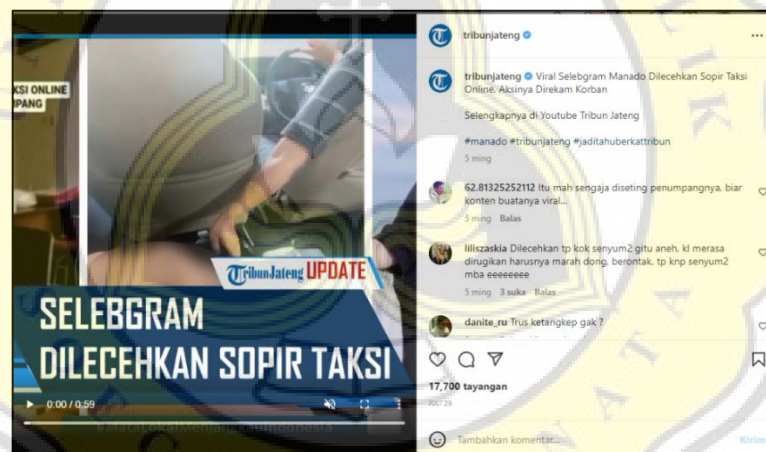 KSI ONLINE
PANG
TribunJateng UPDATE
SELEBGRAM
DILECEHKAN SOPIR TAKSI
0:00 / 0:59
tribunjateng
tribunjateng Viral Selebgram Manado Dilecehkan Sopir Taksi
Online, Aksinya Direkam Korban
Selengkapnya di Youtube Tribun Jateng
#manado #tribunjateng #jaditahuberkattribun
5 ming
62.81325252112 Itu mah sengaja diseting penumpangnya, biar
konten buatanya viral...
5 ming Balas
liliszaskia Dilecehkan tp kok senyum2 gitu aneh, kl merasa
dirugikan harusnya marah dong, berontak, tp knp senyum2
mba eeeeeeee
5 ming 3 suka Balas
danite_ru Trus ketangkep gak ?
17,700 tayangan
Tambahkan komentar...
Kirim